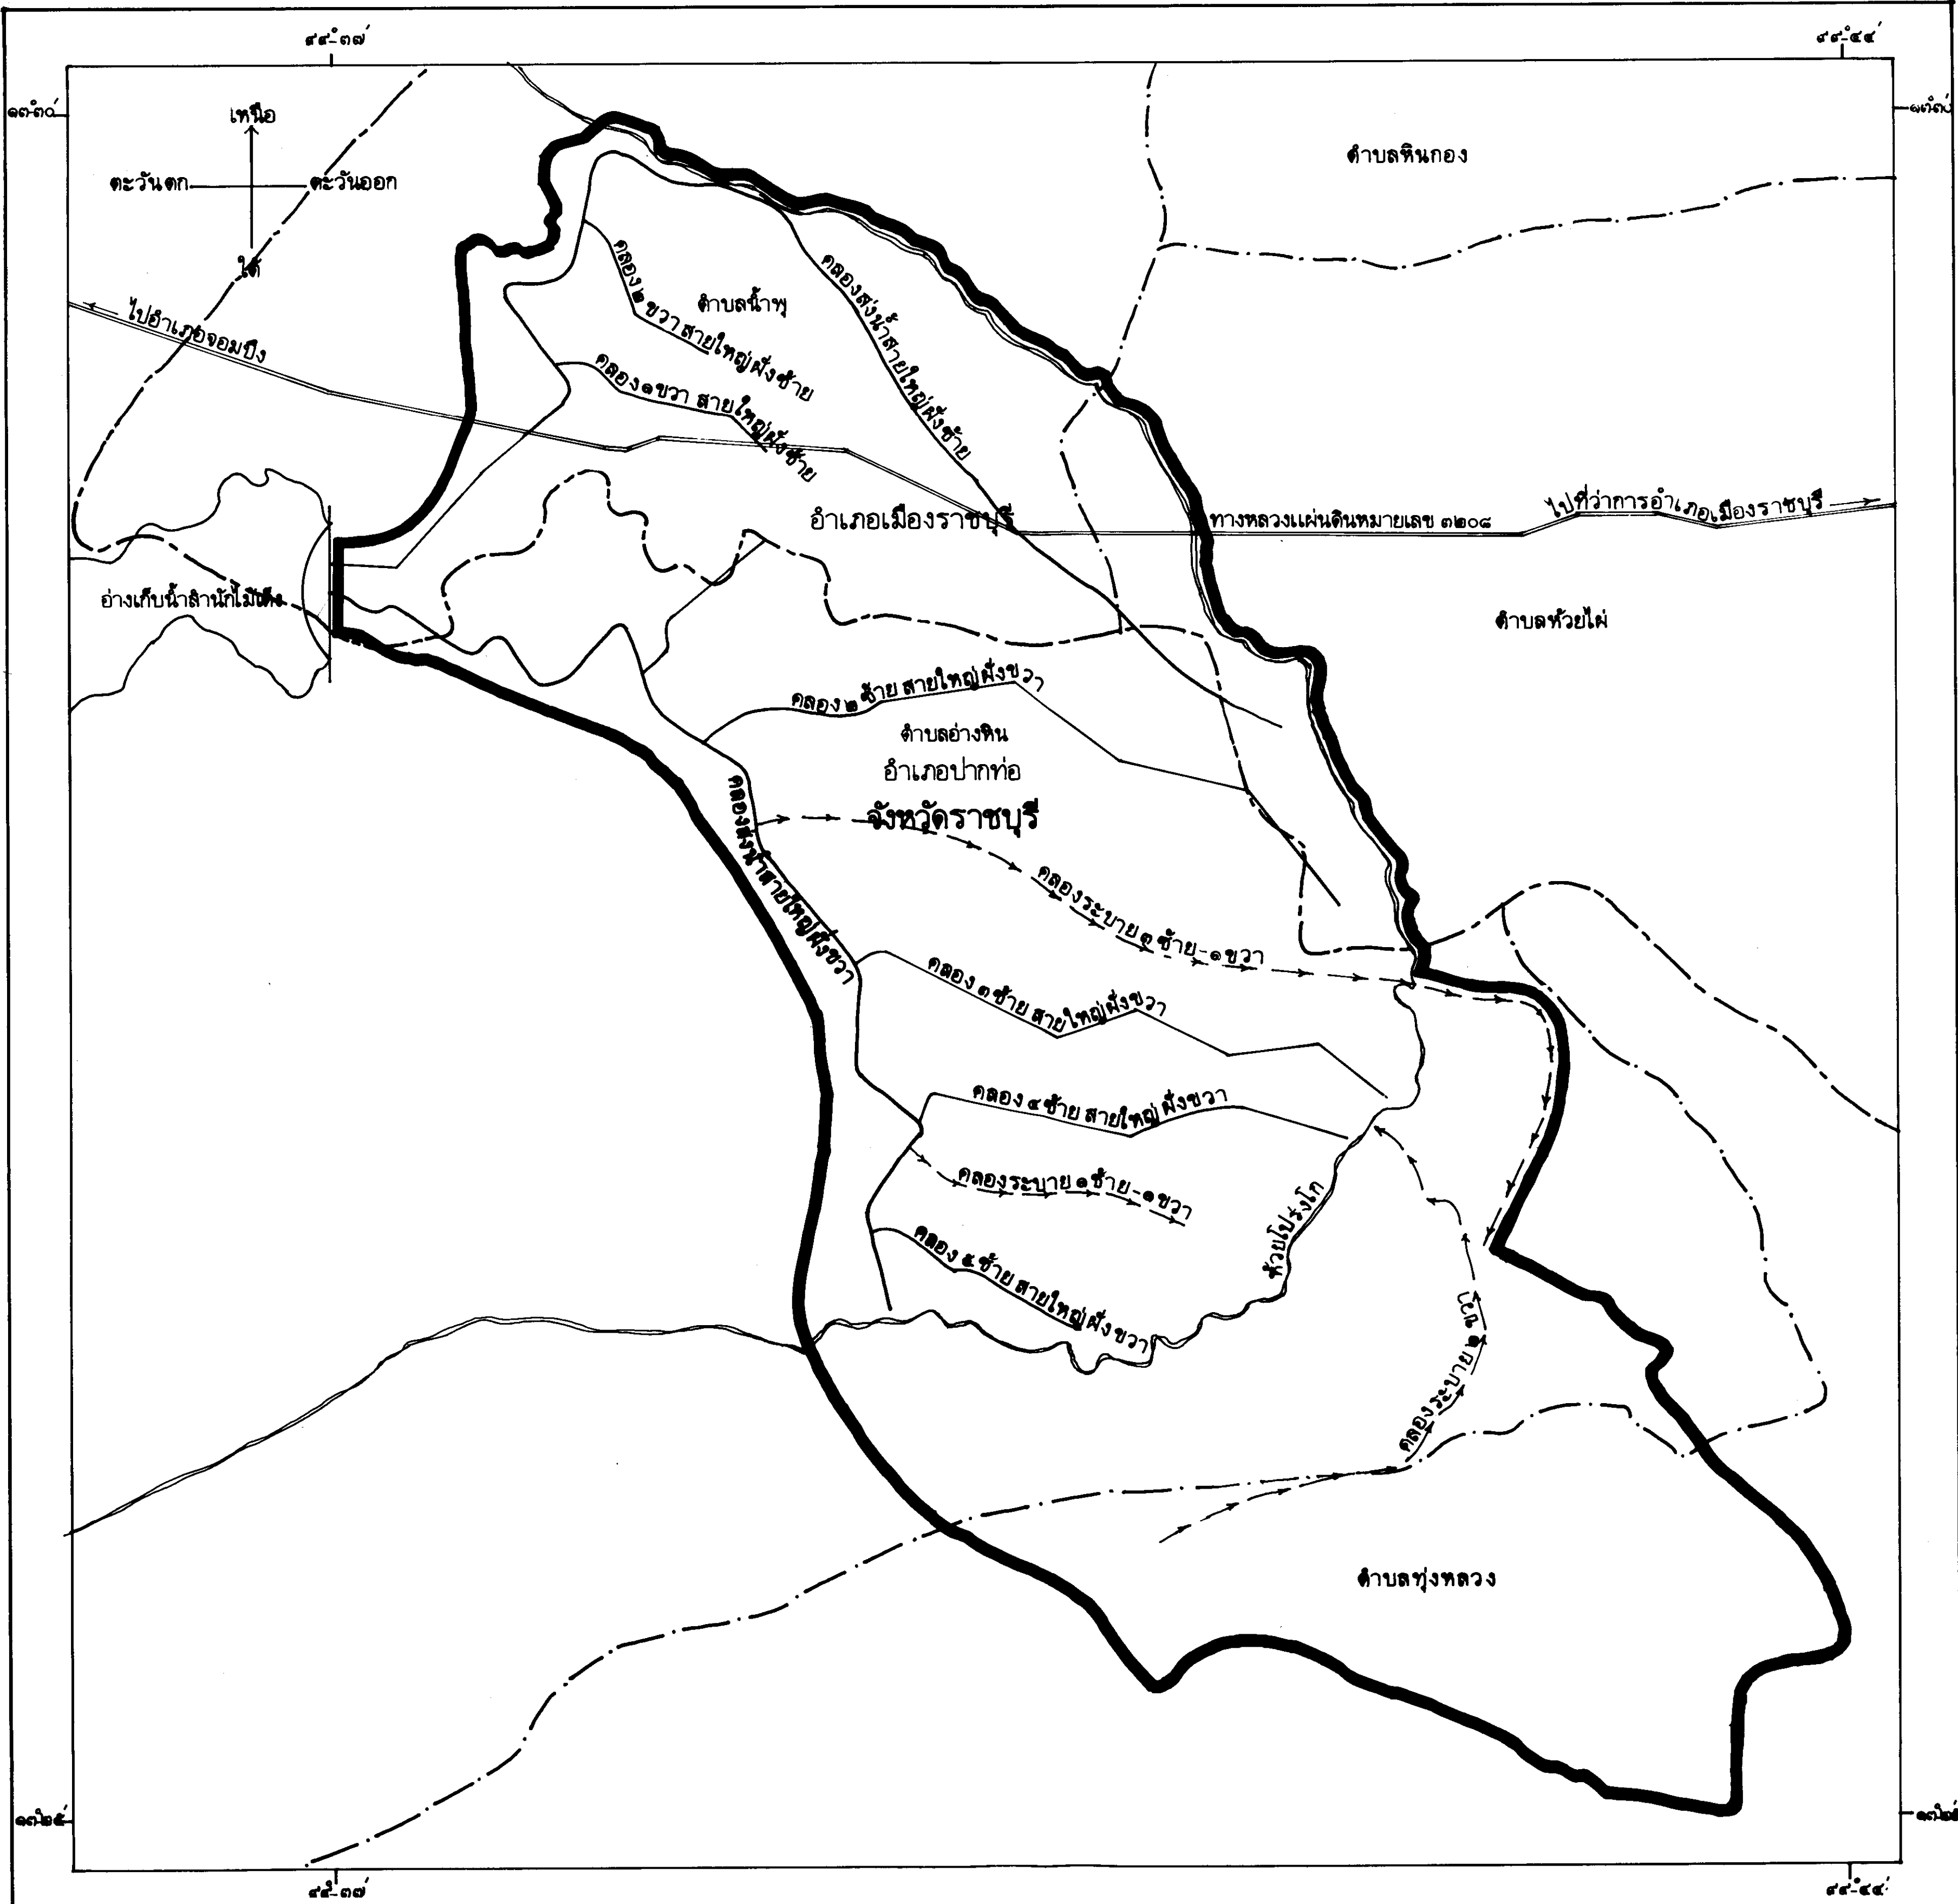 ๙๙°๓๗'
๙๙°๔๔'
๑๓°๓๐'
๑๓°๓๐'
เหนือ
ตะวันตก
ตะวันออก
ใต้
ตำบลหินกอง
ไปอำเภอจอมบึง
คลอง ๒ ขวา สายใหญ่ฝั่งซ้าย
ตำบลน้ำพุ
คลองส่งน้ำสายใหญ่ฝั่งซ้าย
คลอง ๑ ขวา สายใหญ่ฝั่งซ้าย
อำเภอเมืองราชบุรี
ทางหลวงแผ่นดินหมายเลข ๓๒๐๘
ไปที่ว่าการอำเภอเมืองราชบุรี
อ่างเก็บน้ำสำนักไม้เต็ง
ตำบลห้วยไผ่
คลอง ๒ ซ้าย สายใหญ่ฝั่งขวา
ตำบลอ่างหิน
อำเภอปากท่อ
จังหวัดราชบุรี
คลองส่งน้ำสายใหญ่ฝั่งขวา
คลองระบาย ๓ ซ้าย-๑ ขวา
คลอง ๓ ซ้าย สายใหญ่ฝั่งขวา
คลอง ๔ ซ้าย สายใหญ่ ฝั่งขวา
คลองระบาย ๑ ซ้าย-๑ ขวา
ห้วยโปร่งโก
คลอง ๕ ซ้าย สายใหญ่ฝั่งขวา
คลองระบาย ๑ ขวา
ตำบลทุ่งหลวง
๑๓°๒๕'
๑๓°๒๕'
๙๙°๓๗'
๙๙°๔๔'